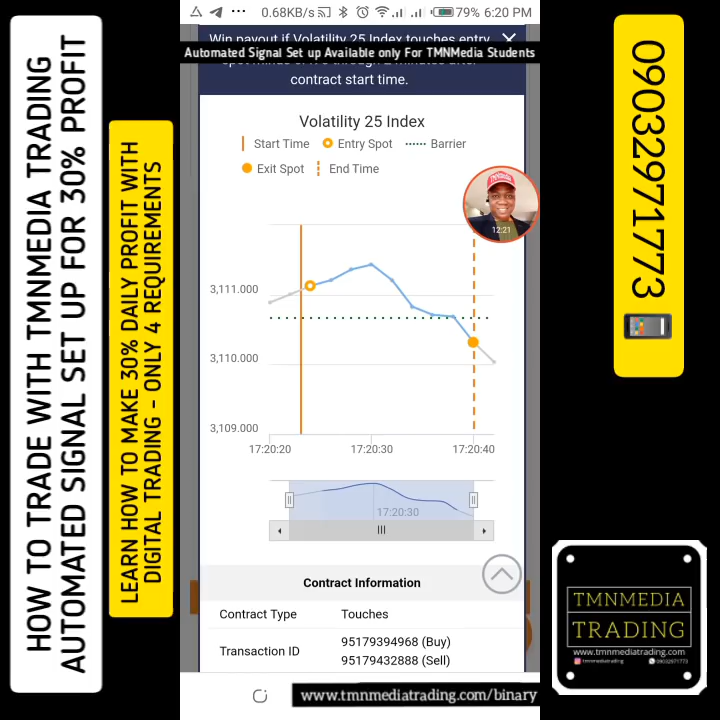 HOW TO TRADE WITH TMNMEDIA TRADING
AUTOMATED SIGNAL SET UP FOR 30% PROFIT
LEARN HOW TO MAKE 30% DAILY PROFIT WITH
DIGITAL TRADING - ONLY 4 REQUIREMENTS
0.68KB/s
79% 6:20 PM
Win payout if Volatility 25 Index touches entry
Automated Signal Set up Available only For TMNMedia Students
contract start time.
Volatility 25 Index
Start Time Entry Spot Barrier
Exit Spot End Time
12:21
3,111.000
3,110.000
3,109.000
17:20:20 17:20:30 17:20:40
17:20:30
Contract Information
Contract Type Touches
Transaction ID 95179394968 (Buy)
95179432888 (Sell)
www.tmnmediatrading.com/binary
09032971773
TMNMEDIA
TRADING
www.tmnmediatrading.com
tmnmediatrading 09032971773